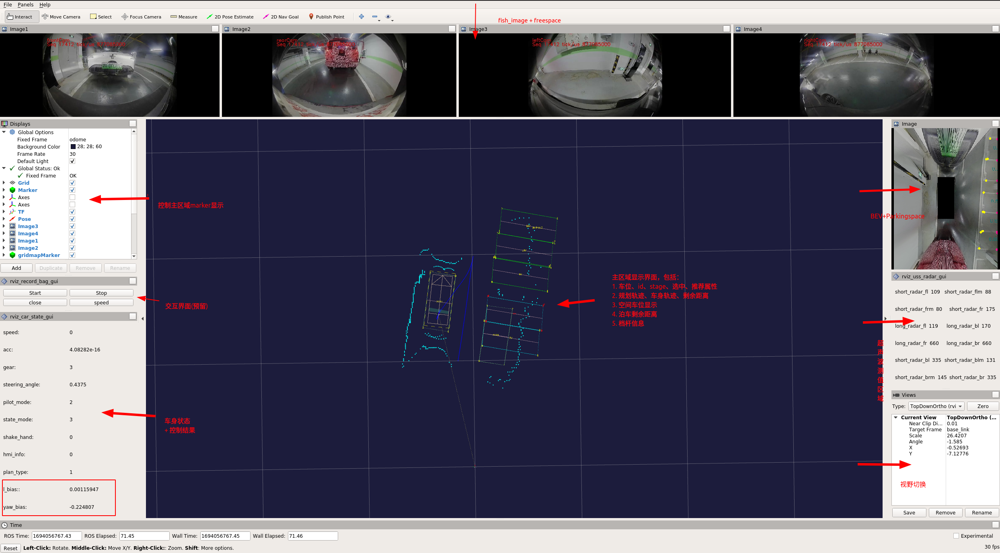 File Panels Help
Interact Move Camera Select Focus Camera Measure 2D Pose Estimate 2D Nav Goal Publish Point
fish_image + freespace
Image1
Image2
Image3
Image4
frontCam
Seq 17412 tick/us 877085000
rearCam
Seq 17412 tick/us 877085000
leftCam
Seq 17412 tick/us 877085000
rightCam
Seq 17412 tick/us 877085000
Displays
Global Options
Fixed Frame odome
Background Color 28; 28; 60
Frame Rate 30
Default Light
Global Status: Ok
Fixed Frame OK
Grid
Marker
Axes
Axes
TF
Pose
Image3
Image4
Image1
Image2
gridmapMarker
Add Duplicate Remove Rename
控制主区域marker显示
rviz_record_bag_gui
Start Stop
close speed
交互界面(预留)
rviz_car_state_gui
speed: 0
acc: 4.08282e-16
gear: 3
steering_angle: 0.4375
pilot_mode: 2
state_mode: 3
shake_hand: 0
hmi_info: 0
plan_type: 1
l_bias:: 0.00115947
yaw_bias: -0.224807
车身状态
+ 控制结果
主区域显示界面，包括：
1. 车位、id、stage、选中、推荐属性
2. 规划轨迹、车身轨迹、剩余距离
3. 空间车位显示
4. 泊车剩余距离
5. 档杆信息
Image
BEV+Parkingspace
rviz_uss_radar_gui
short_radar_fl 109 short_radar_flm 88
short_radar_frm 80 short_radar_fr 175
long_radar_fl 119 long_radar_bl 170
long_radar_fr 660 long_radar_br 660
short_radar_bl 335 short_radar_blm 131
short_radar_brm 145 short_radar_br 335
超声波测值区域
Views
Type: TopDownOrtho (rvi Zero
Current View TopDownOrtho (...
Near Clip Di... 0.01
Target Frame base_link
Scale 26.4207
Angle -1.585
X -0.52693
Y -7.12776
视野切换
Save Remove Rename
Time
ROS Time: 1694056767.43 ROS Elapsed: 71.45 Wall Time: 1694056767.45 Wall Elapsed: 71.46 Experimental
Reset Left-Click: Rotate. Middle-Click: Move X/Y. Right-Click:: Zoom. Shift: More options. 30 fps